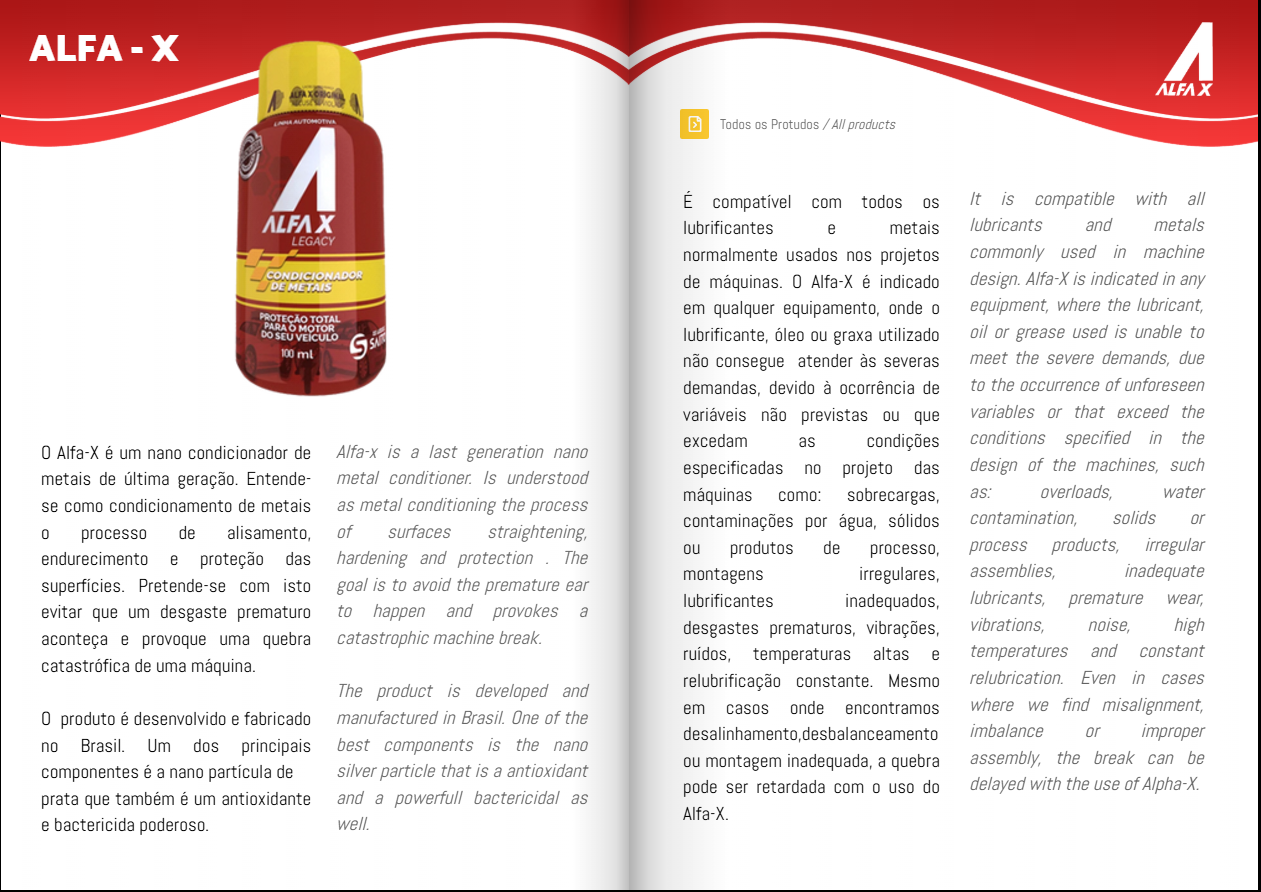 ALFA - X
ALFA X ORIGINAL
LINHA AUTOMOTIVA
ALFA X
LEGACY
CONDICIONADOR
DE METAIS
PROTEÇÃO TOTAL
PARA O MOTOR
DO SEU VEÍCULO
100 ml
O Alfa-X é um nano condicionador de
metais de última geração. Entende-
se como condicionamento de metais
o processo de alisamento,
endurecimento e proteção das
superfícies. Pretende-se com isto
evitar que um desgaste prematuro
aconteça e provoque uma quebra
catastrófica de uma máquina.
O produto é desenvolvido e fabricado
no Brasil. Um dos principais
componentes é a nano partícula de
prata que também é um antioxidante
e bactericida poderoso.
Alfa-x is a last generation nano
metal conditioner. Is understood
as metal conditioning the process
of surfaces straightening,
hardening and protection . The
goal is to avoid the premature ear
to happen and provokes a
catastrophic machine break.
The product is developed and
manufactured in Brasil. One of the
best components is the nano
silver particle that is a antioxidant
and a powerfull bactericidal as
well.
ALFA X
Todos os Protudos / All products
É compatível com todos os
lubrificantes e metais
normalmente usados nos projetos
de máquinas. O Alfa-X é indicado
em qualquer equipamento, onde o
lubrificante, óleo ou graxa utilizado
não consegue atender às severas
demandas, devido à ocorrência de
variáveis não previstas ou que
excedam as condições
especificadas no projeto das
máquinas como: sobrecargas,
contaminações por água, sólidos
ou produtos de processo,
montagens irregulares,
lubrificantes inadequados,
desgastes prematuros, vibrações,
ruídos, temperaturas altas e
relubrificação constante. Mesmo
em casos onde encontramos
desalinhamento,desbalanceamento
ou montagem inadequada, a quebra
pode ser retardada com o uso do
Alfa-X.
It is compatible with all
lubricants and metals
commonly used in machine
design. Alfa-X is indicated in any
equipment, where the lubricant,
oil or grease used is unable to
meet the severe demands, due
to the occurrence of unforeseen
variables or that exceed the
conditions specified in the
design of the machines, such
as: overloads, water
contamination, solids or
process products, irregular
assemblies, inadequate
lubricants, premature wear,
vibrations, noise, high
temperatures and constant
relubrication. Even in cases
where we find misalignment,
imbalance or improper
assembly, the break can be
delayed with the use of Alpha-X.